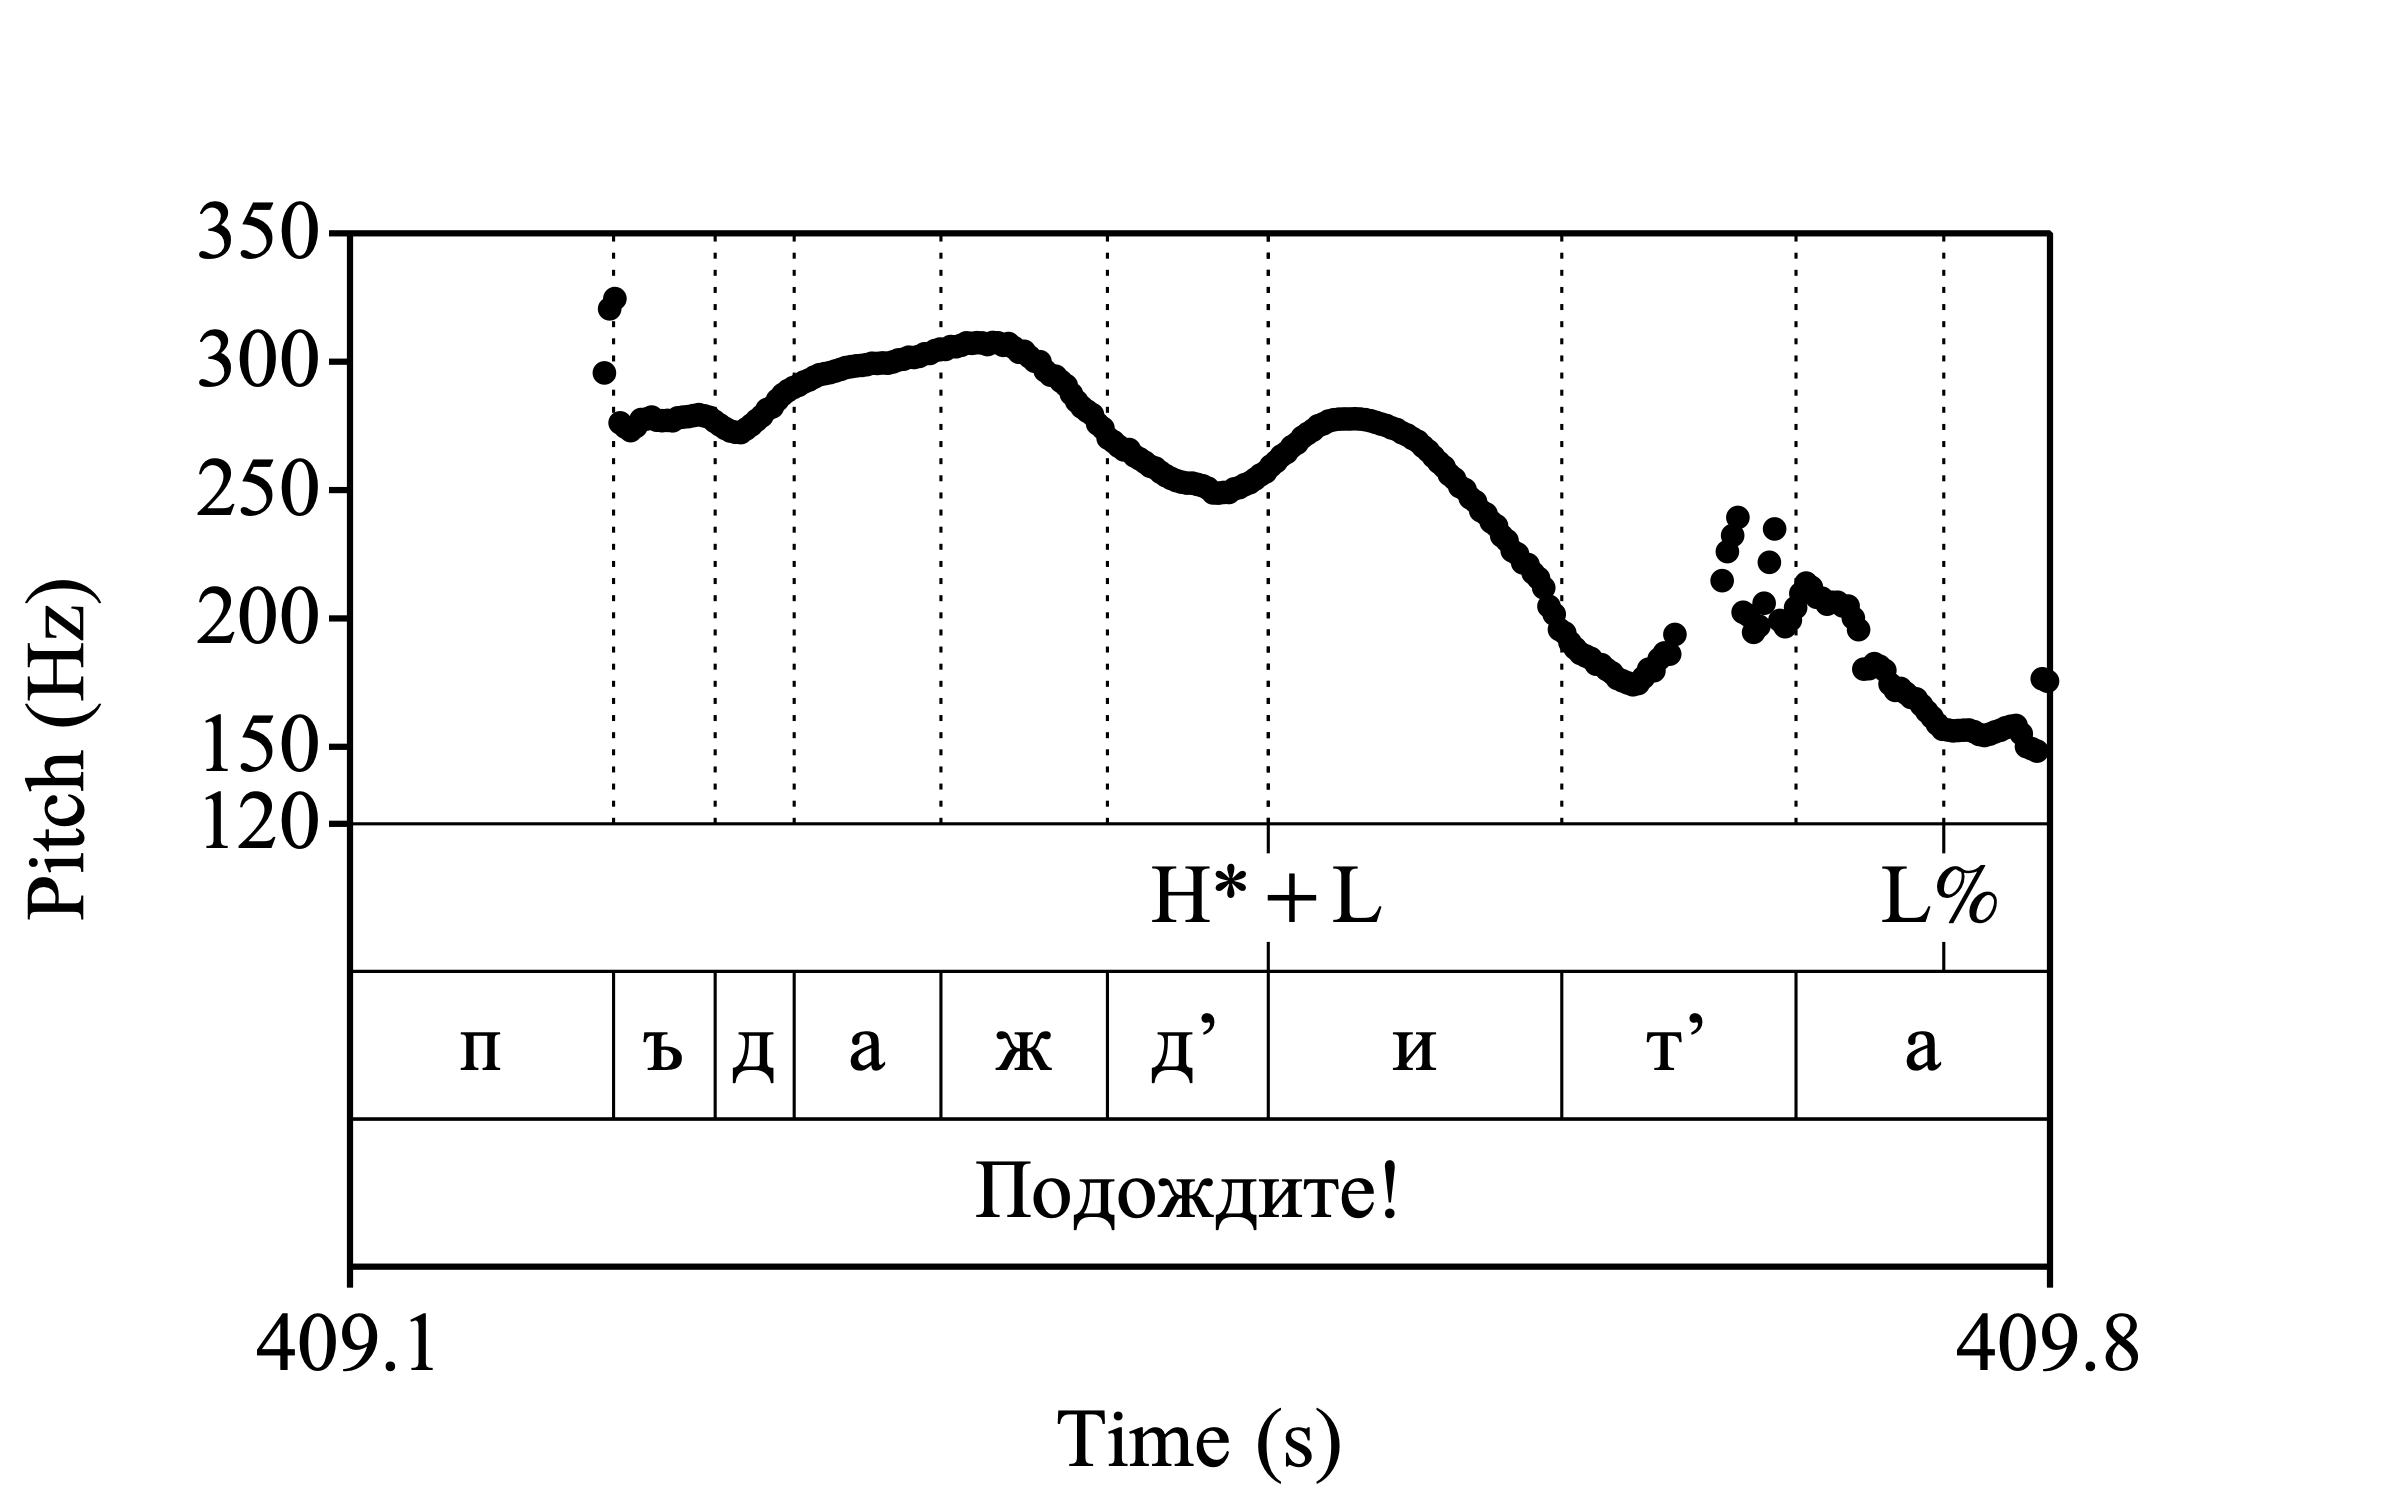 350
300
250
200
150
120
Pitch (Hz)
H* + L L%
п ъ д а ж д’ и т’ а
Подождите!
409.1 409.8
Time (s)